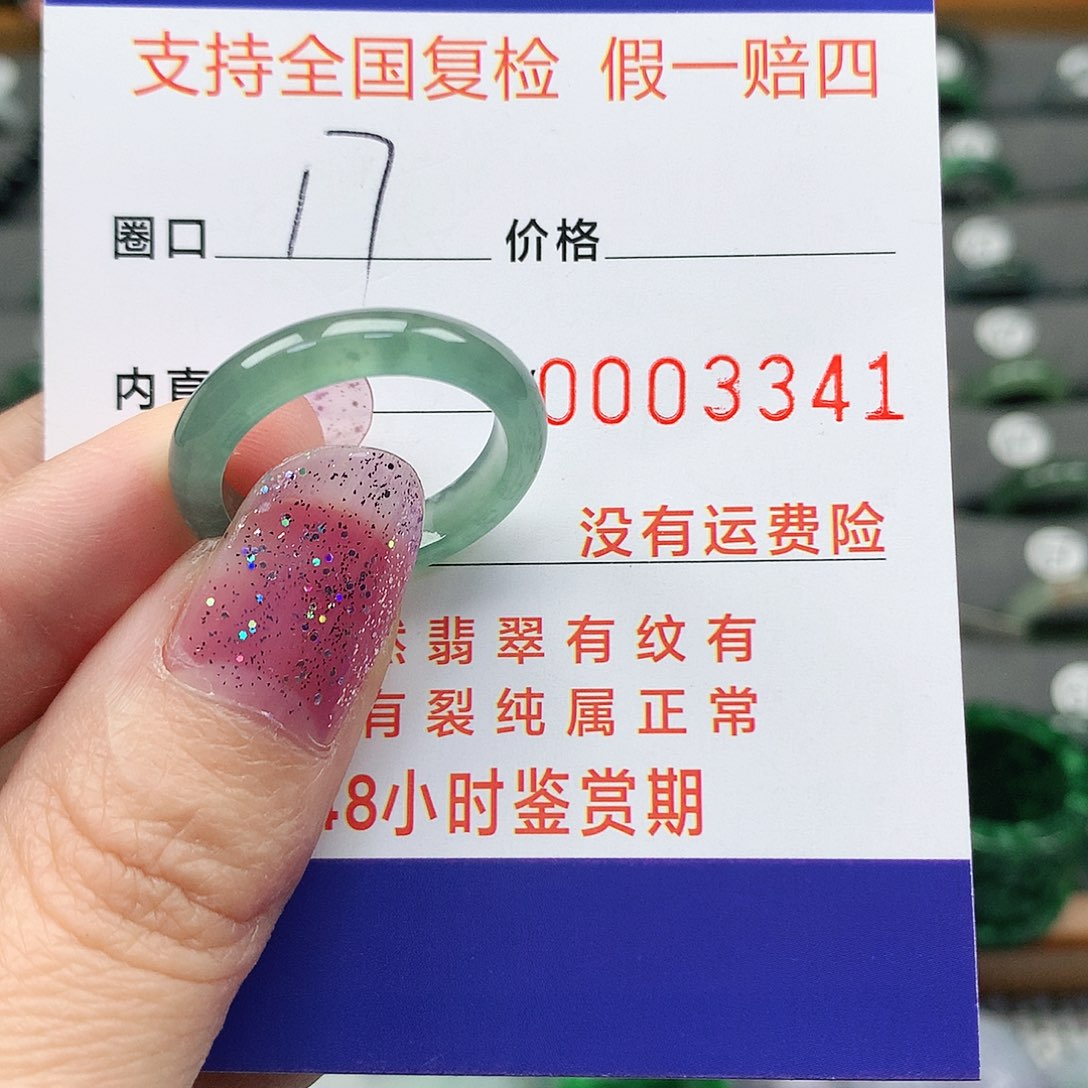 支持全国复检 假一赔四
圈口 17 价格
内直 0003341
没有运费险
翡翠有纹有
有裂纯属正常
48小时鉴赏期